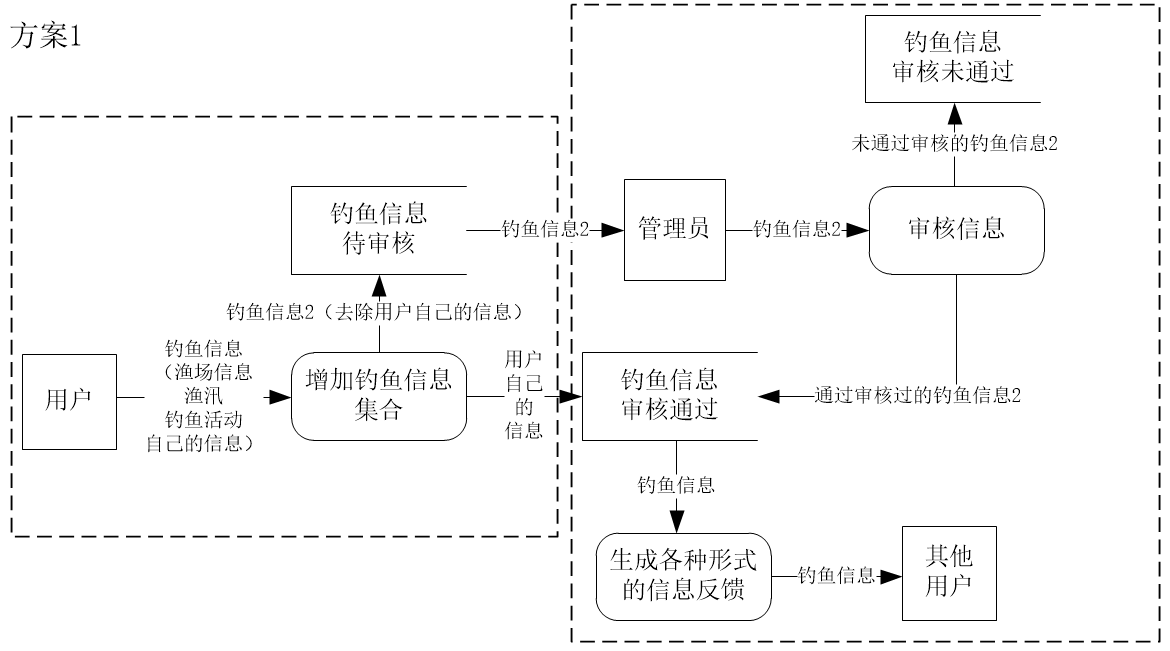 方案1
钓鱼信息
审核未通过
未通过审核的钓鱼信息2
钓鱼信息
待审核
钓鱼信息2
管理员
钓鱼信息2
审核信息
钓鱼信息2（去除用户自己的信息）
用户
钓鱼信息
（渔场信息
渔汛
钓鱼活动
自己的信息）
增加钓鱼信息
集合
用户
自己
的
信息
钓鱼信息
审核通过
通过审核过的钓鱼信息2
钓鱼信息
生成各种形式
的信息反馈
钓鱼信息
其他
用户